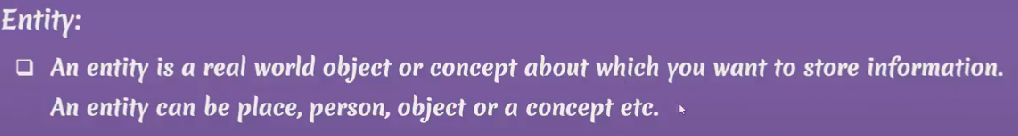 Entity:
❑ An entity is a real world object or concept about which you want to store information.
An entity can be place, person, object or a concept etc.